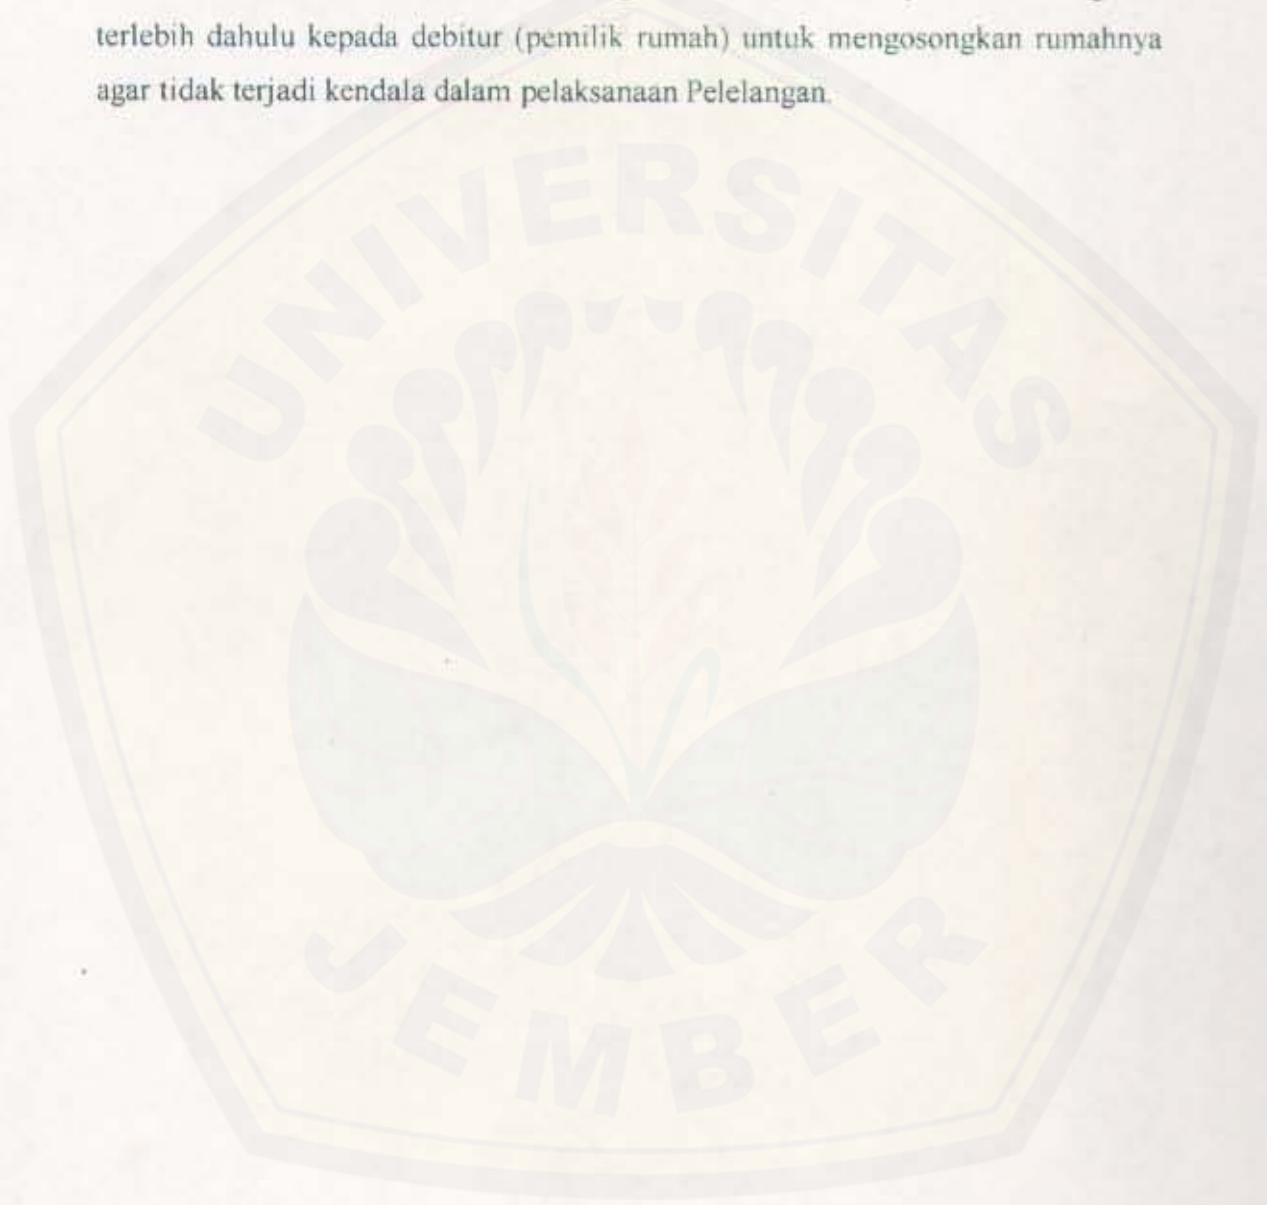 terlebih dahulu kepada debitur (pemilik rumah) untuk mengosongkan rumahnya
agar tidak terjadi kendala dalam pelaksanaan Pelelangan.
UNIVERSITAS
JEMBER